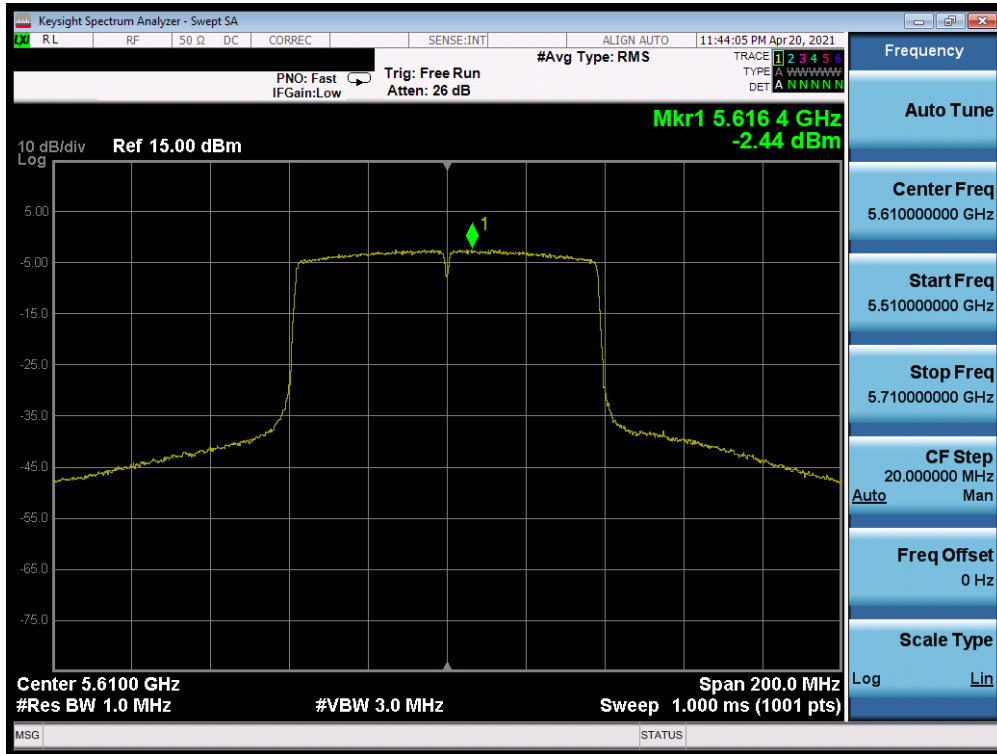 Keysight Spectrum Analyzer - Swept SA
LXI RL RF 50 Ω DC CORREC SENSE:INT ALIGN AUTO 11:44:05 PM Apr 20, 2021
#Avg Type: RMS
TRACE 1 2 3 4 5 6
PNO: Fast Trig: Free Run
TYPE A WWWWW
IFGain:Low Atten: 26 dB
DET A N N N N N
Mkr1 5.616 4 GHz
-2.44 dBm
10 dB/div Ref 15.00 dBm
Log
1
5.00
-5.00
-15.0
-25.0
-35.0
-45.0
-55.0
-65.0
-75.0
Center 5.6100 GHz Span 200.0 MHz
#Res BW 1.0 MHz #VBW 3.0 MHz Sweep 1.000 ms (1001 pts)
MSG STATUS
Frequency
Auto Tune
Center Freq
5.610000000 GHz
Start Freq
5.510000000 GHz
Stop Freq
5.710000000 GHz
CF Step
20.000000 MHz
Auto Man
Freq Offset
0 Hz
Scale Type
Log Lin